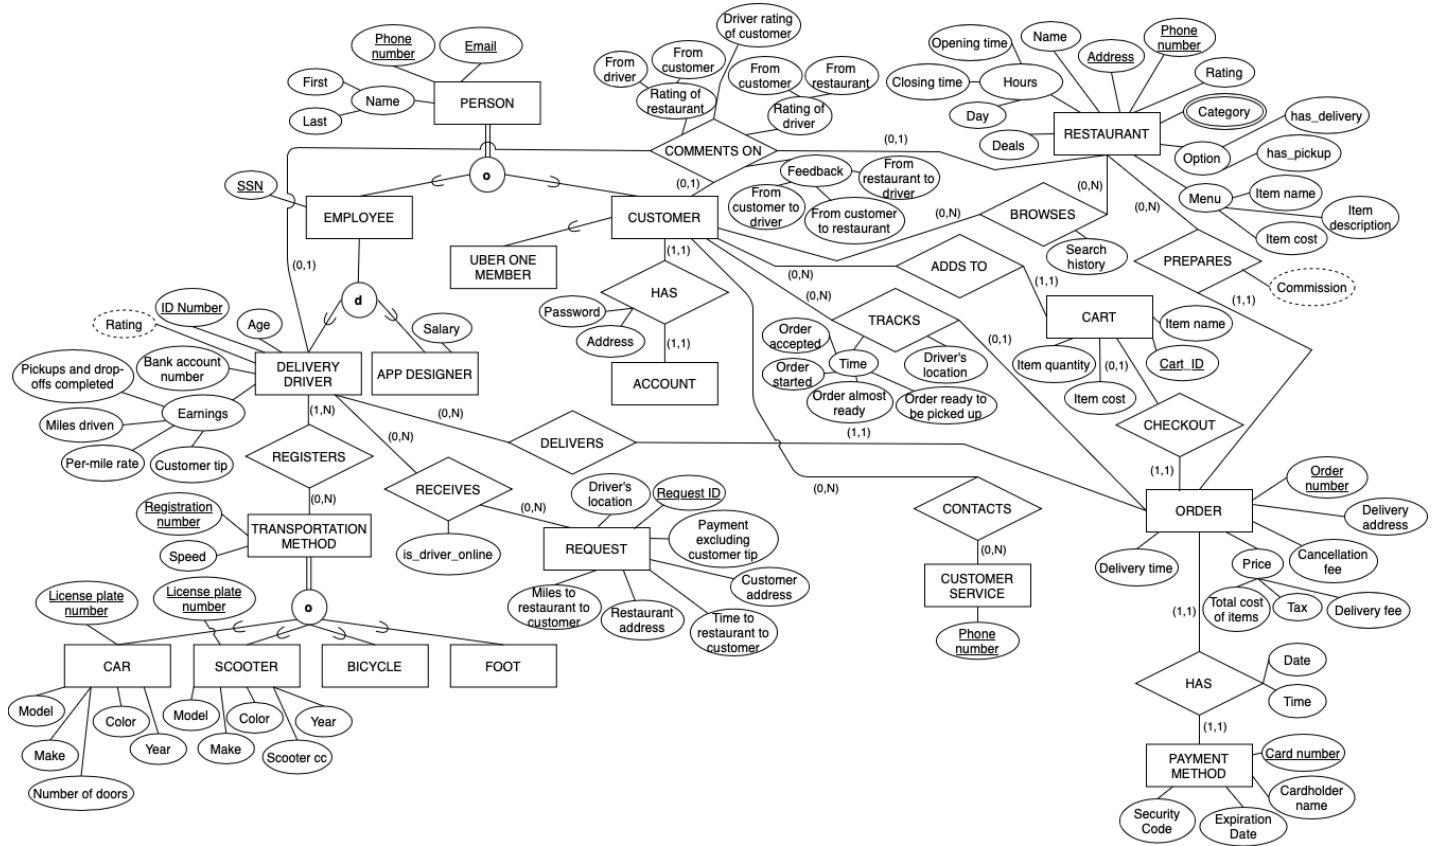 Driver rating
of customer
Phone
number
Email
First
Name
Last
PERSON
From
driver
From
customer
Rating of
restaurant
From
customer
From
restaurant
Rating of
driver
Opening time
Name
Address
Phone
number
Closing time
Hours
Day
Deals
Rating
Category
has_delivery
Option
has_pickup
RESTAURANT
COMMENTS ON
(0,1)
o
SSN
EMPLOYEE
CUSTOMER
(0,1)
Feedback
From
restaurant to
driver
From
customer to
driver
From customer
to restaurant
(0,N)
(0,N)
BROWSES
(0,N)
Menu
Item name
Item
description
Item cost
Search
history
UBER ONE
MEMBER
(1,1)
(0,1)
(0,N)
ADDS TO
(1,1)
PREPARES
Commission
(1,1)
HAS
Password
Address
(1,1)
ACCOUNT
(0,N)
TRACKS
(0,1)
Order
accepted
Time
Order
started
Order almost
ready
Order ready to
be picked up
Driver's
location
CART
Item name
Item quantity
(0,1)
Cart_ID
Item cost
CHECKOUT
(1,1)
d
ID Number
Rating
Age
Salary
Pickups and drop-
offs completed
Bank account
number
DELIVERY
DRIVER
APP DESIGNER
Earnings
Miles driven
Per-mile rate
Customer tip
(1,N)
(0,N)
(0,N)
DELIVERS
(1,1)
REGISTERS
RECEIVES
(0,N)
(0,N)
(0,N)
CONTACTS
(0,N)
Registration
number
TRANSPORTATION
METHOD
Speed
is_driver_online
Driver's
location
Request ID
REQUEST
Payment
excluding
customer tip
Customer
address
Miles to
restaurant to
customer
Restaurant
address
Time to
restaurant to
customer
CUSTOMER
SERVICE
Phone
number
Order
number
ORDER
Delivery
address
Delivery time
Price
Cancellation
fee
Total cost
of items
Tax
Delivery fee
(1,1)
License plate
number
License plate
number
o
CAR
SCOOTER
BICYCLE
FOOT
Model
Make
Color
Year
Number of doors
Model
Make
Color
Year
Scooter cc
HAS
Date
Time
(1,1)
PAYMENT
METHOD
Card number
Cardholder
name
Security
Code
Expiration
Date